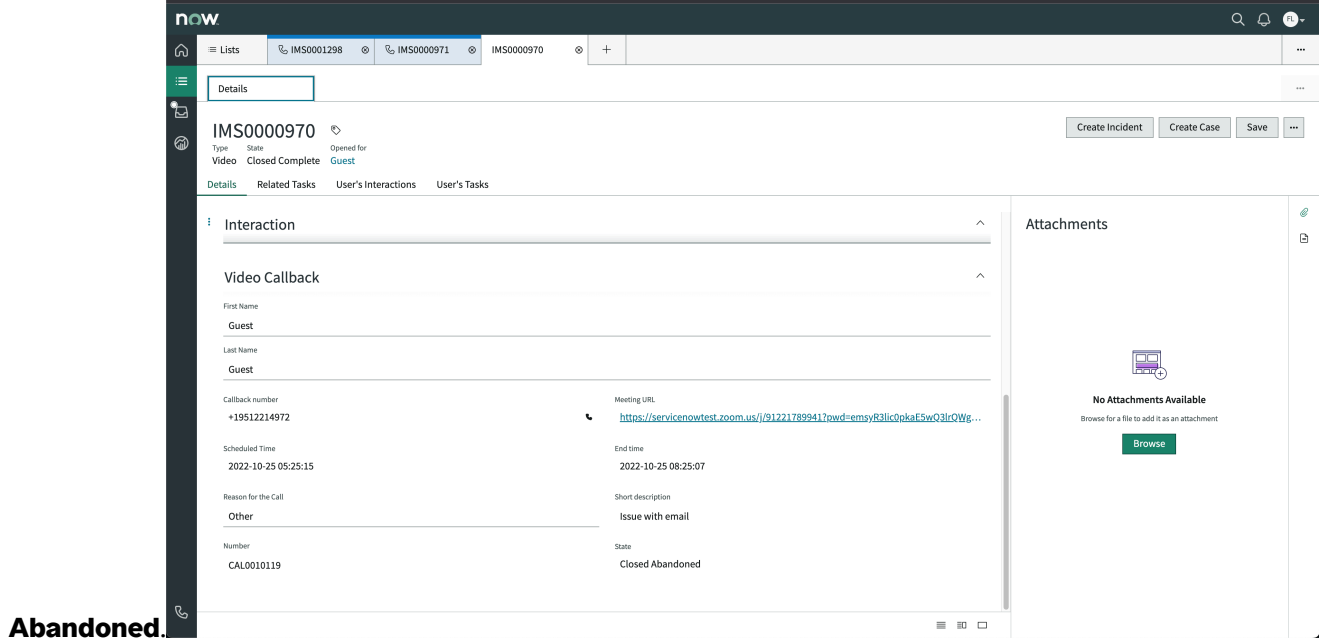 now
FL
Lists
IMS0001298
IMS0000971
IMS0000970
Details
IMS0000970
Create Incident
Create Case
Save
Type State Opened for
Video Closed Complete Guest
Details Related Tasks User's Interactions User's Tasks
Interaction
Attachments
Video Callback
First Name
Guest
Last Name
Guest
Callback number Meeting URL
+19512214972 https://servicenowtest.zoom.us/j/91221789941?pwd=emsyR3lic0pkaE5wQ3lrQWg...
Scheduled Time End time
2022-10-25 05:25:15 2022-10-25 08:25:07
Reason for the Call Short description
Other Issue with email
Number State
CAL0010119 Closed Abandoned
No Attachments Available
Browse for a file to add it as an attachment
Browse
Abandoned.